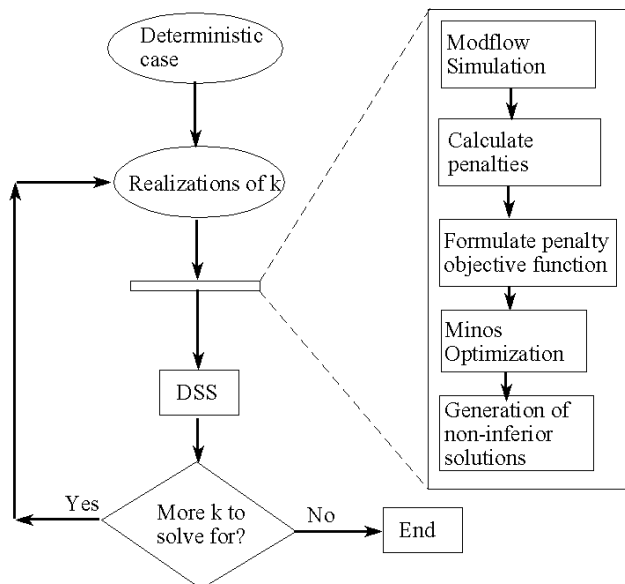 Deterministic
case
Realizations of k
DSS
More k to
solve for?
Yes
No
End
Modflow
Simulation
Calculate
penalties
Formulate penalty
objective function
Minos
Optimization
Generation of
non-inferior
solutions